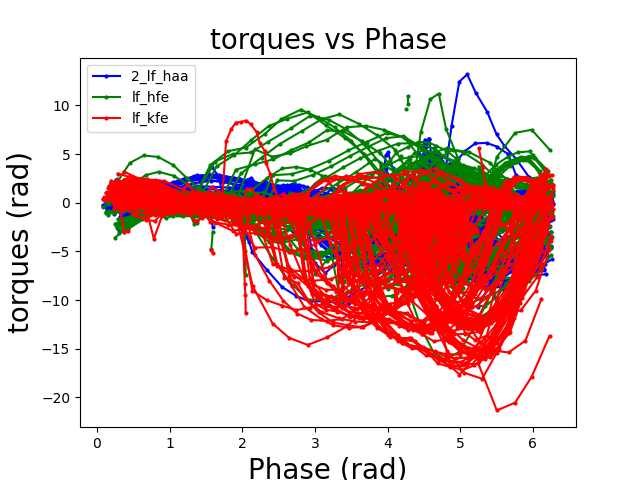 torques vs Phase
2_lf_haa
lf_hfe
lf_kfe
torques (rad)
10
5
0
−5
−10
−15
−20
0 1 2 3 4 5 6
Phase (rad)